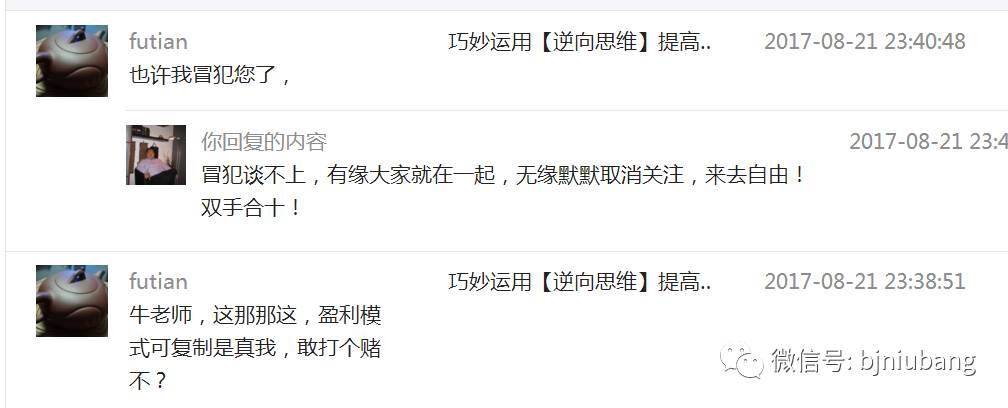 futian 巧妙运用【逆向思维】提高.. 2017-08-21 23:40:48
也许我冒犯您了，
你回复的内容 2017-08-21 23:4
冒犯谈不上，有缘大家就在一起，无缘默默取消关注，来去自由！
双手合十！
futian 巧妙运用【逆向思维】提高.. 2017-08-21 23:38:51
牛老师，这那那这，盈利模
式可复制是真我，敢打个赌
不？
微信号: bjniubang